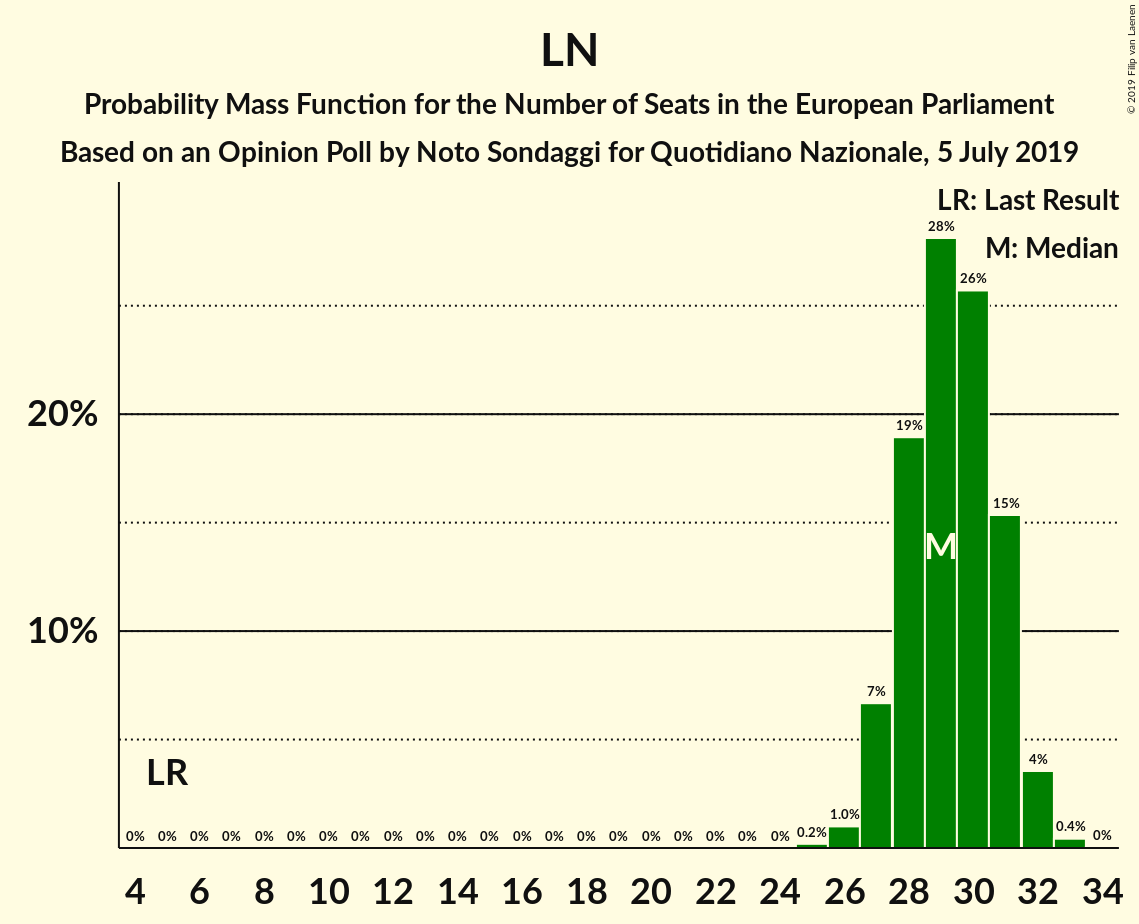 LN
Probability Mass Function for the Number of Seats in the European Parliament
Based on an Opinion Poll by Noto Sondaggi for Quotidiano Nazionale, 5 July 2019
© 2019 Filip van Laenen
LR: Last Result
M: Median
28%
26%
20%
19%
15%
M
10%
7%
LR
4%
0% 0% 0% 0% 0% 0% 0% 0% 0% 0% 0% 0% 0% 0% 0% 0% 0% 0% 0% 0% 0% 0.2% 1.0% 0.4% 0%
4 6 8 10 12 14 16 18 20 22 24 26 28 30 32 34